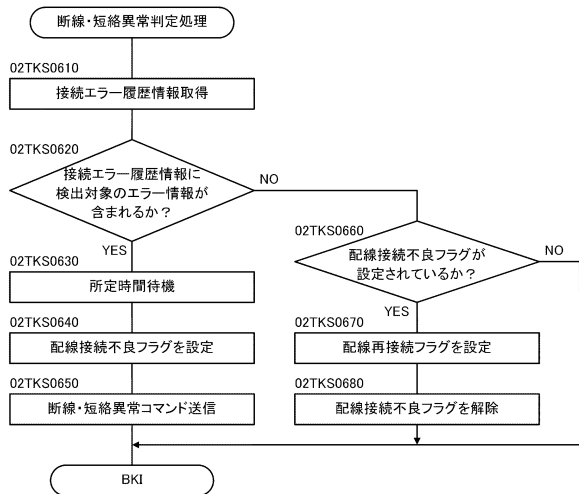 断線・短絡異常判定処理
02TKS0610
接続エラー履歴情報取得
02TKS0620
接続エラー履歴情報に
検出対象のエラー情報が
含まれるか？
NO
YES
02TKS0630
所定時間待機
02TKS0640
配線接続不良フラグを設定
02TKS0650
断線・短絡異常コマンド送信
02TKS0660
配線接続不良フラグが
設定されているか？
NO
YES
02TKS0670
配線再接続フラグを設定
02TKS0680
配線接続不良フラグを解除
BKI